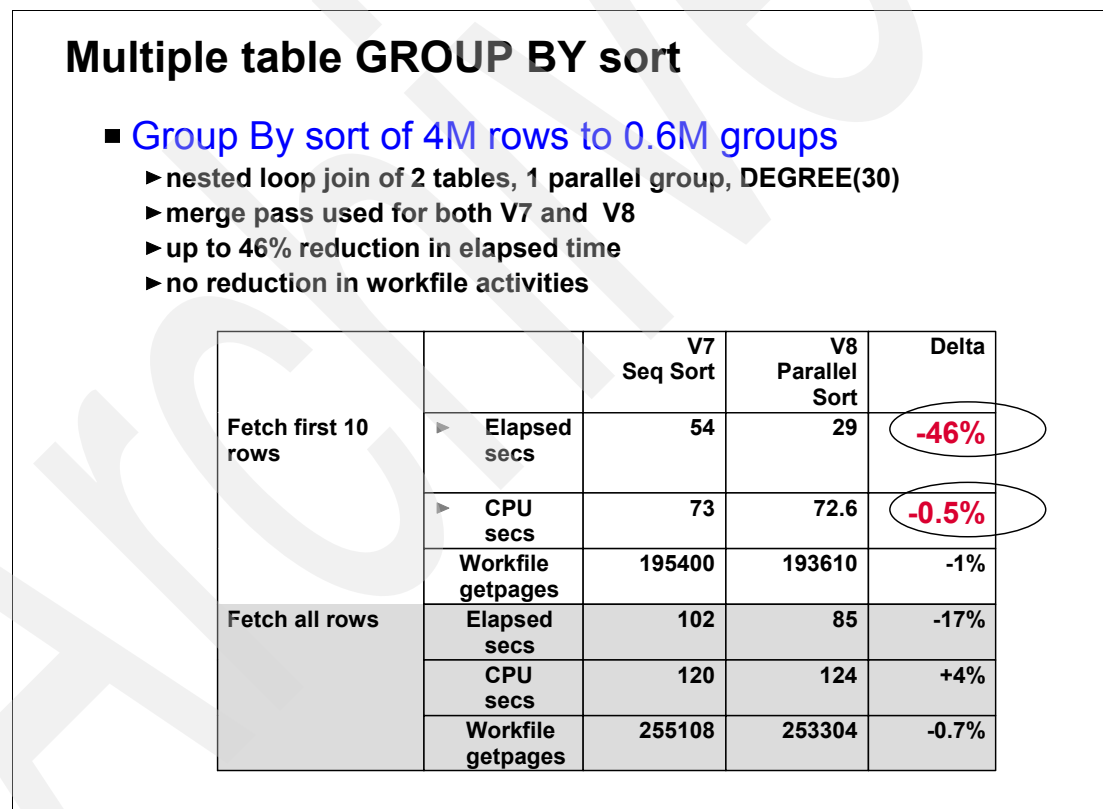 Multiple table GROUP BY sort
■ Group By sort of 4M rows to 0.6M groups
► nested loop join of 2 tables, 1 parallel group, DEGREE(30)
► merge pass used for both V7 and V8
► up to 46% reduction in elapsed time
► no reduction in workfile activities
V7 V8 Delta
Seq Sort Parallel
Sort
Fetch first 10 ► Elapsed 54 29 -46%
rows secs
► CPU 73 72.6 -0.5%
secs
Workfile 195400 193610 -1%
getpages
Fetch all rows Elapsed 102 85 -17%
secs
CPU 120 124 +4%
secs
Workfile 255108 253304 -0.7%
getpages